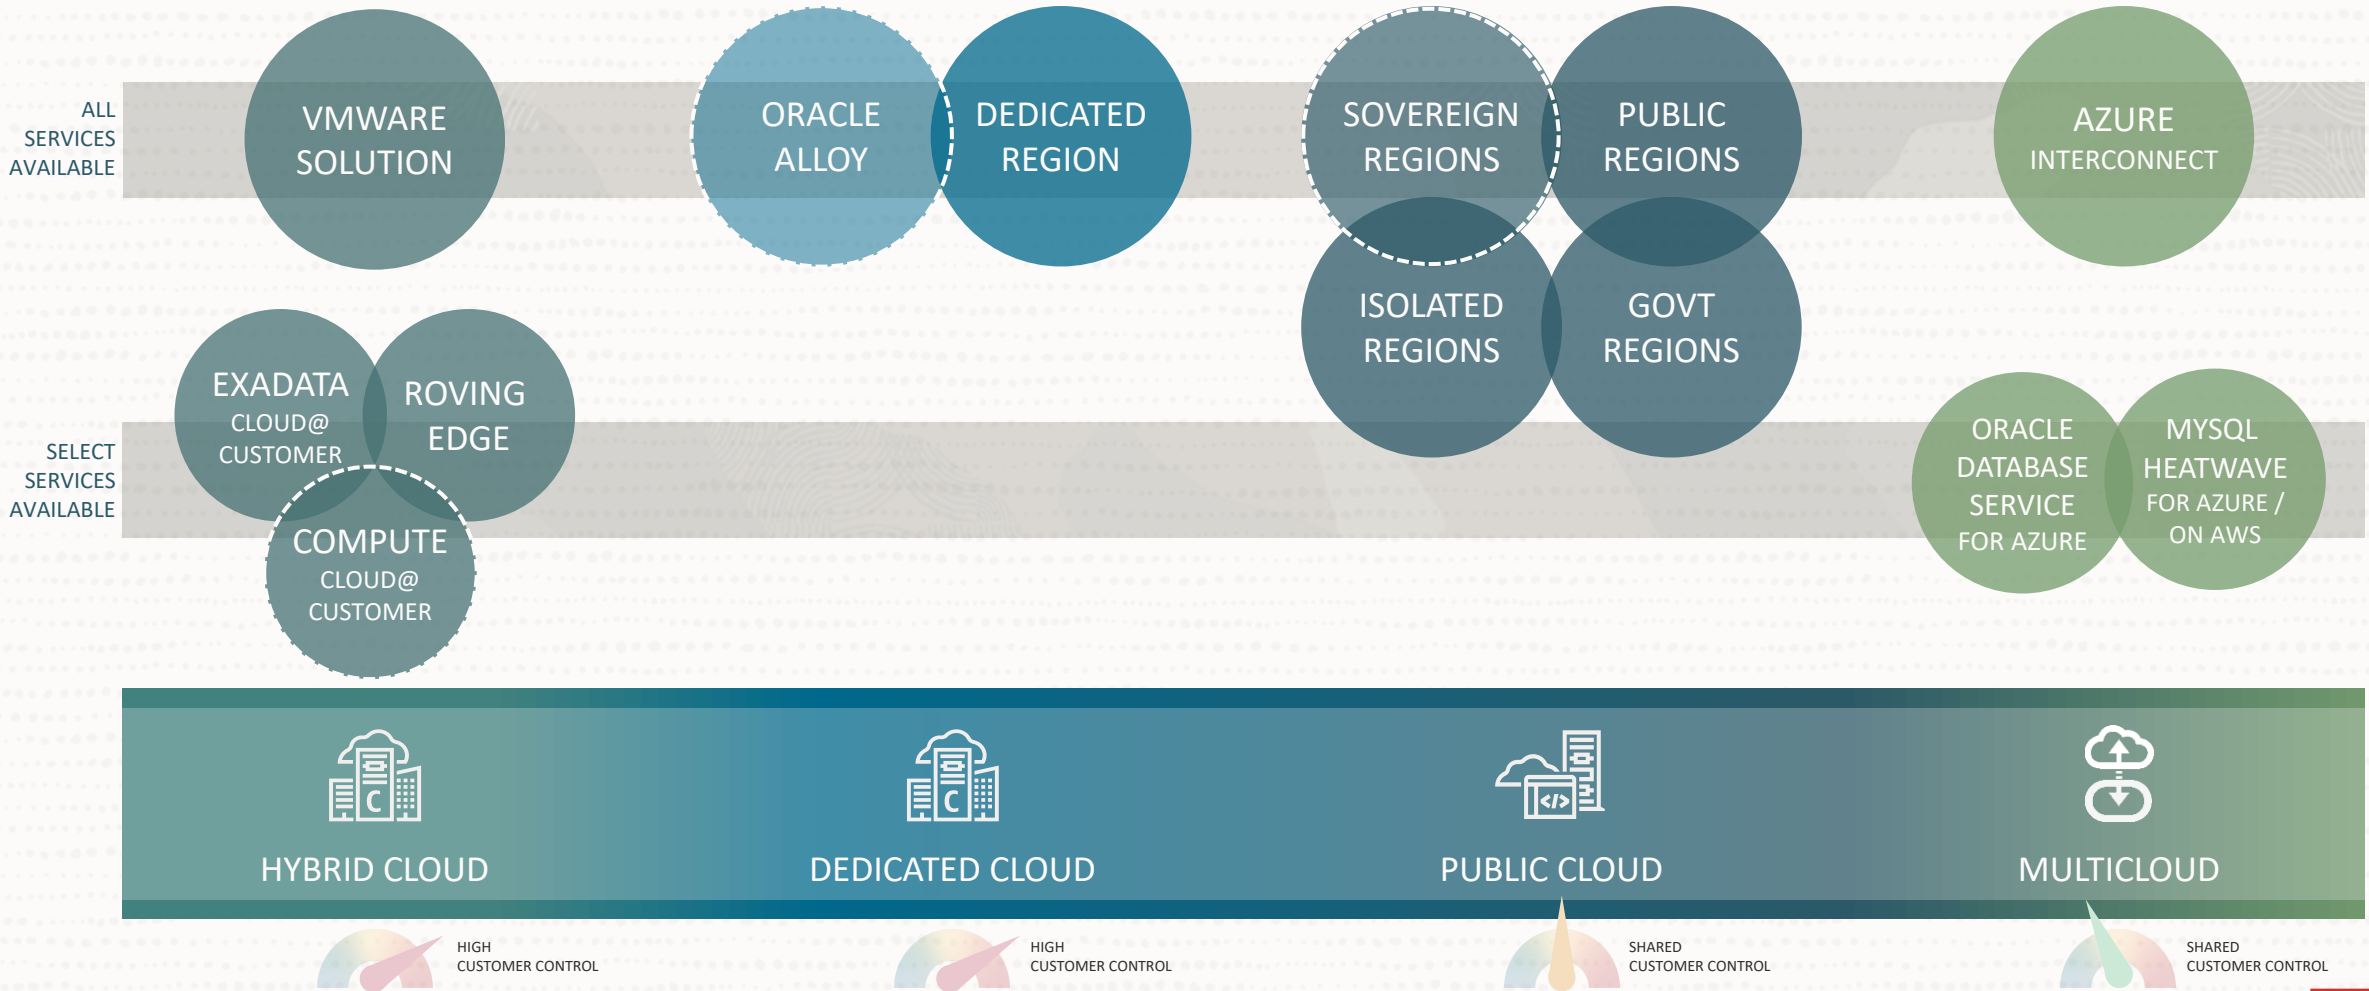 ALL
SERVICES
AVAILABLE
VMWARE
SOLUTION
ORACLE
ALLOY
DEDICATED
REGION
SOVEREIGN
REGIONS
PUBLIC
REGIONS
AZURE
INTERCONNECT
ISOLATED
REGIONS
GOVT
REGIONS
SELECT
SERVICES
AVAILABLE
EXADATA
CLOUD@
CUSTOMER
ROVING
EDGE
COMPUTE
CLOUD@
CUSTOMER
ORACLE
DATABASE
SERVICE
FOR AZURE
MYSQL
HEATWAVE
FOR AZURE /
ON AWS
C
C
</>
HYBRID CLOUD
DEDICATED CLOUD
PUBLIC CLOUD
MULTICLOUD
HIGH
CUSTOMER CONTROL
HIGH
CUSTOMER CONTROL
SHARED
CUSTOMER CONTROL
SHARED
CUSTOMER CONTROL